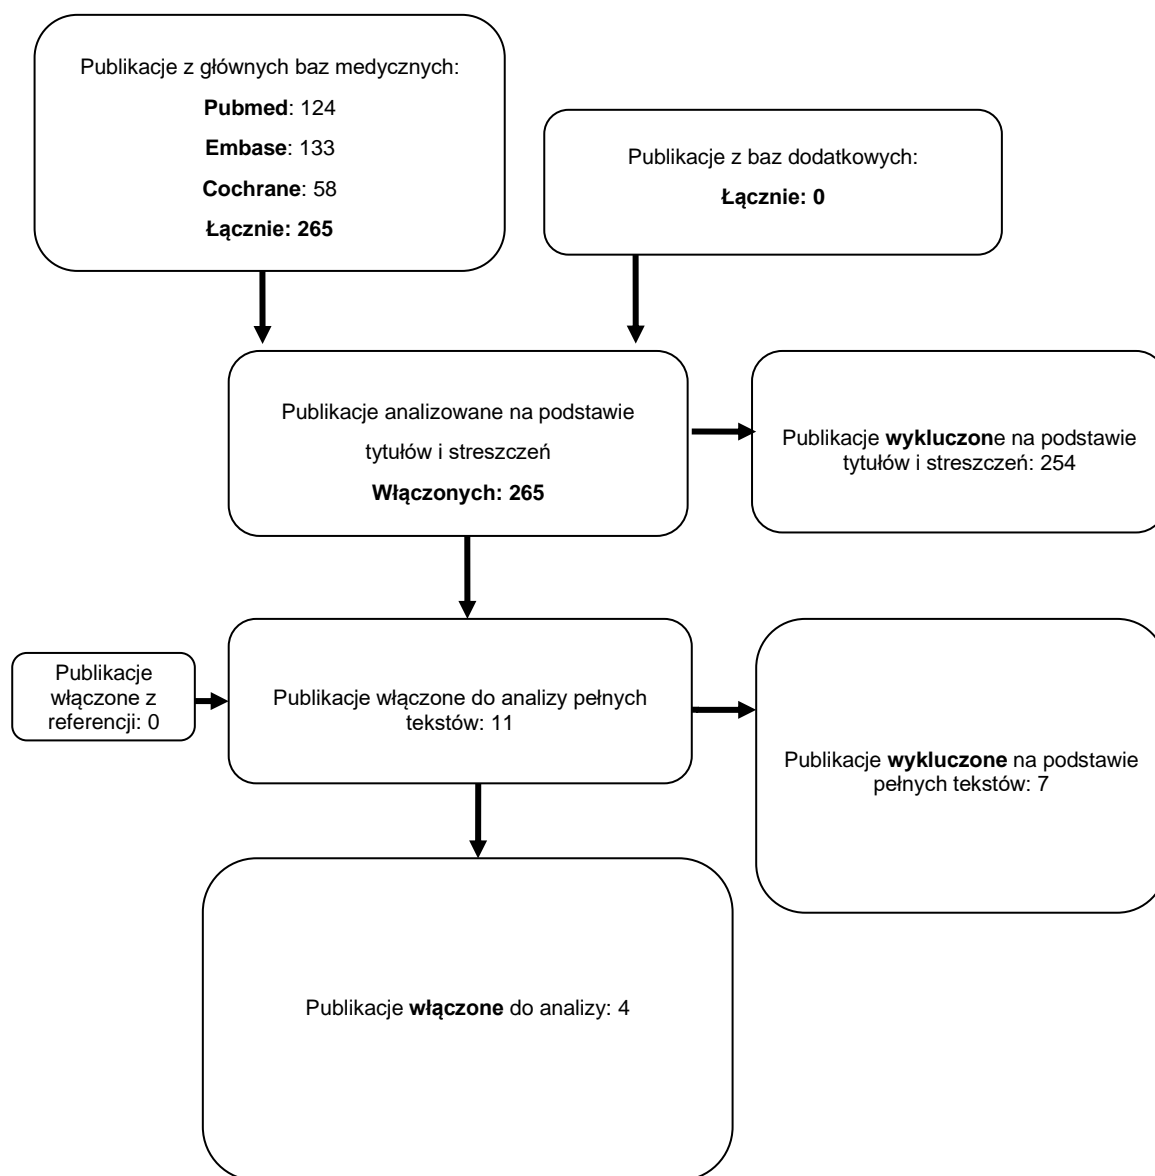 Publikacje z głównych baz medycznych:
Pubmed: 124
Embase: 133
Cochrane: 58
Łącznie: 265
Publikacje z baz dodatkowych:
Łącznie: 0
Publikacje analizowane na podstawie
tytułów i streszczeń
Włączonych: 265
Publikacje wykluczone na podstawie
tytułów i streszczeń: 254
Publikacje
włączone z
referencji: 0
Publikacje włączone do analizy pełnych
tekstów: 11
Publikacje wykluczone na podstawie
pełnych tekstów: 7
Publikacje włączone do analizy: 4